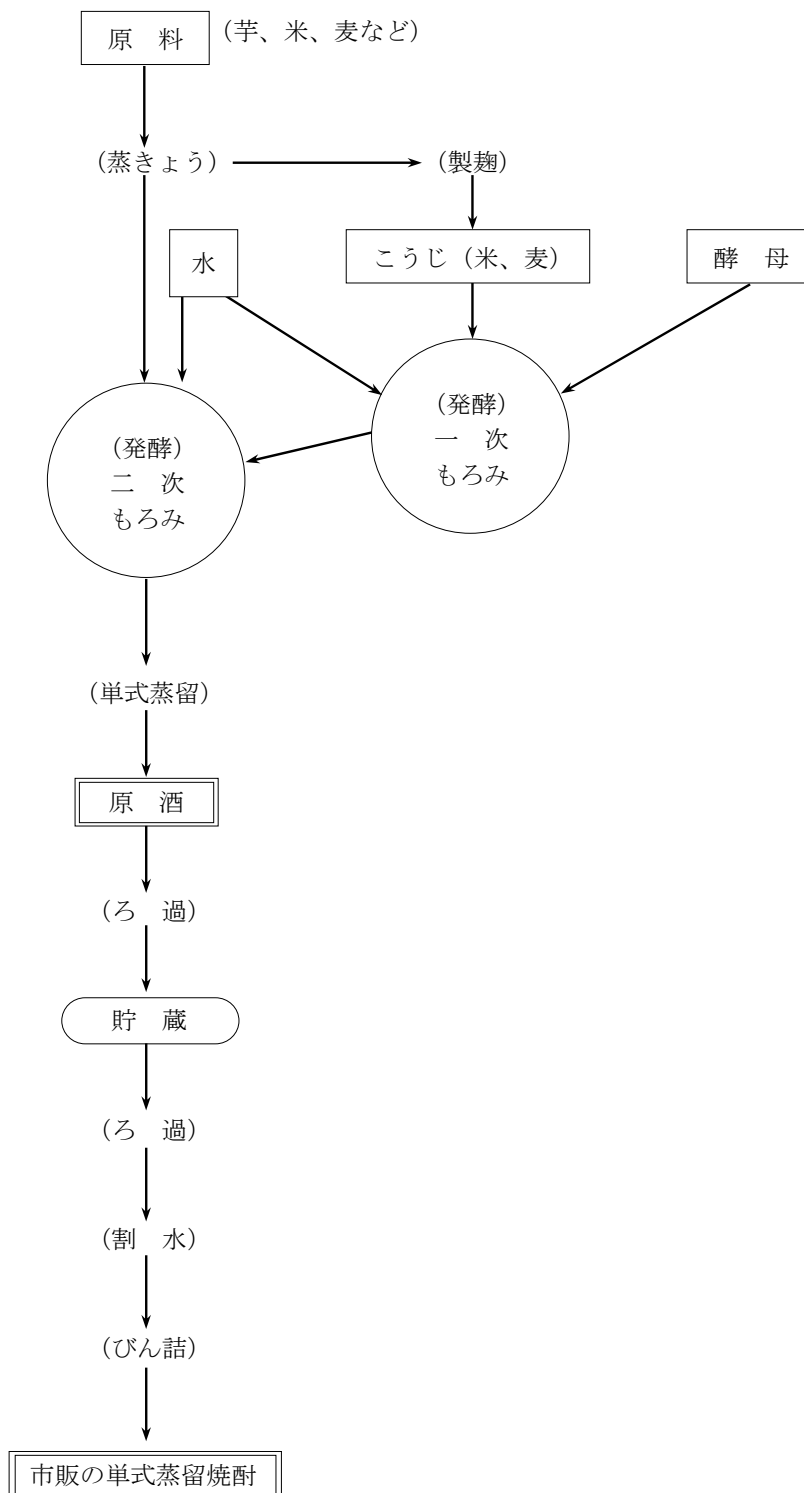 原　料
（芋、米、麦など）
（蒸きょう）
（製麹）
水
こうじ（米、麦）
酵　母
（発酵）
一　次
もろみ
（発酵）
二　次
もろみ
（単式蒸留）
原　酒
（ろ　過）
貯　蔵
（ろ　過）
（割　水）
（びん詰）
市販の単式蒸留焼酎